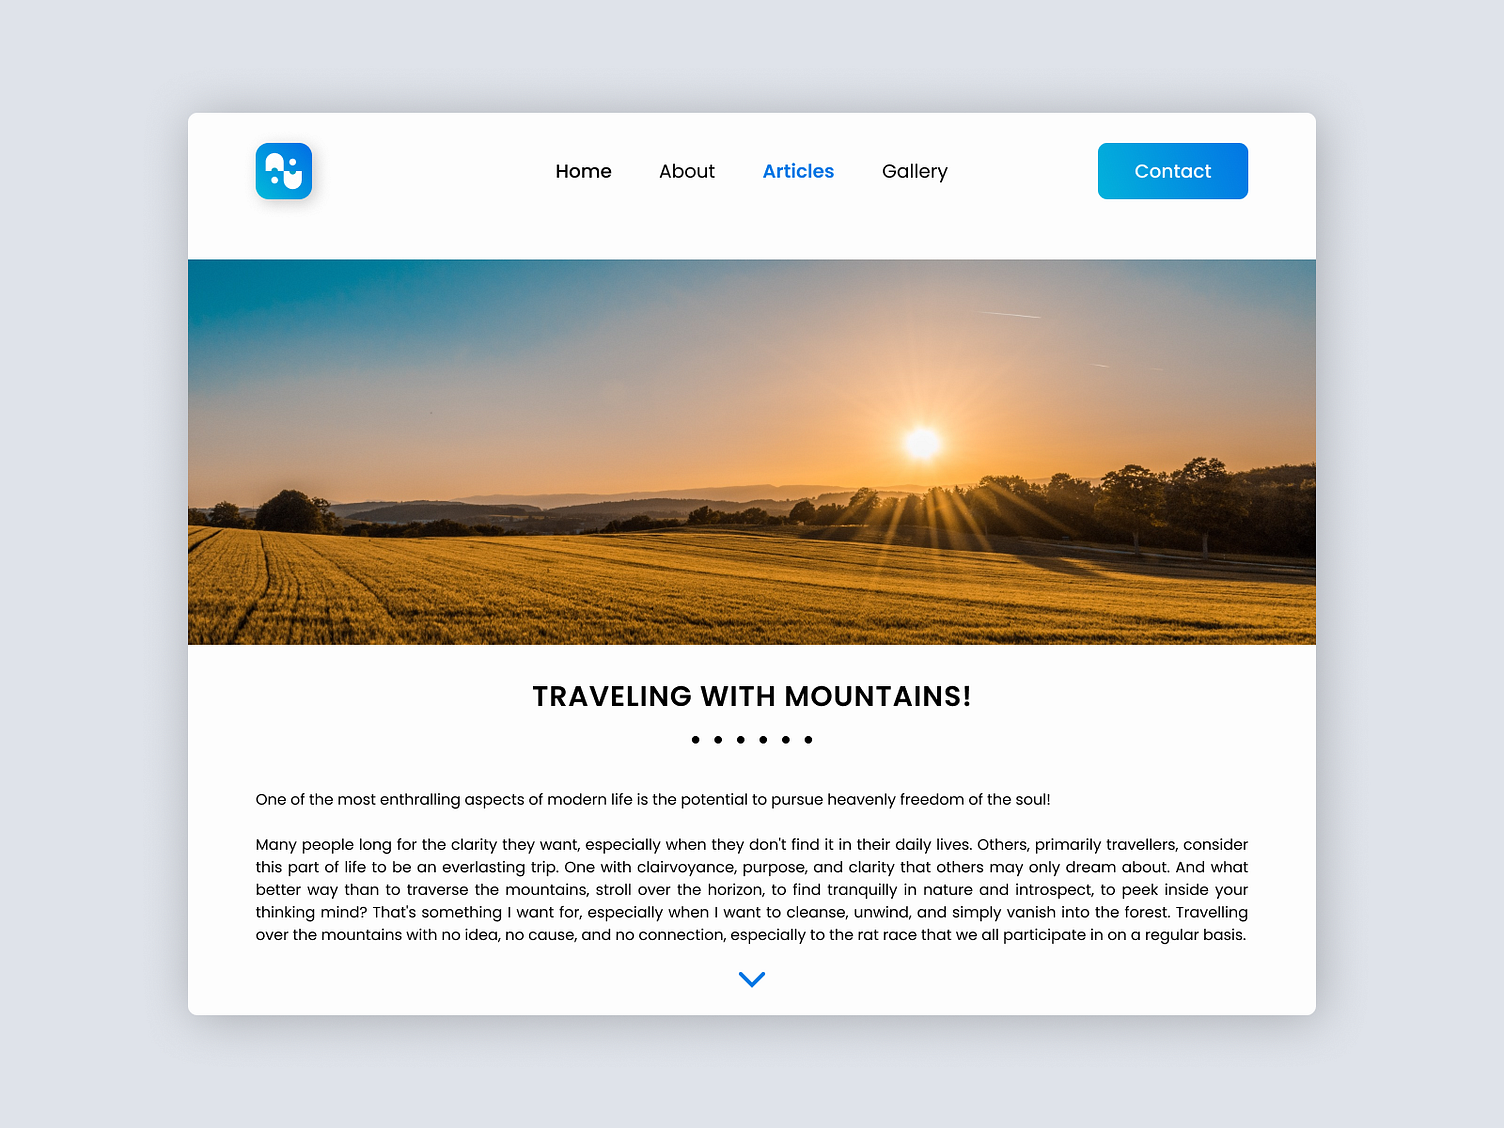 Home About Articles Gallery Contact
TRAVELING WITH MOUNTAINS!
One of the most enthralling aspects of modern life is the potential to pursue heavenly freedom of the soul!
Many people long for the clarity they want, especially when they don't find it in their daily lives. Others, primarily travellers, consider
this part of life to be an everlasting trip. One with clairvoyance, purpose, and clarity that others may only dream about. And what
better way than to traverse the mountains, stroll over the horizon, to find tranquilly in nature and introspect, to peek inside your
thinking mind? That's something I want for, especially when I want to cleanse, unwind, and simply vanish into the forest. Travelling
over the mountains with no idea, no cause, and no connection, especially to the rat race that we all participate in on a regular basis.